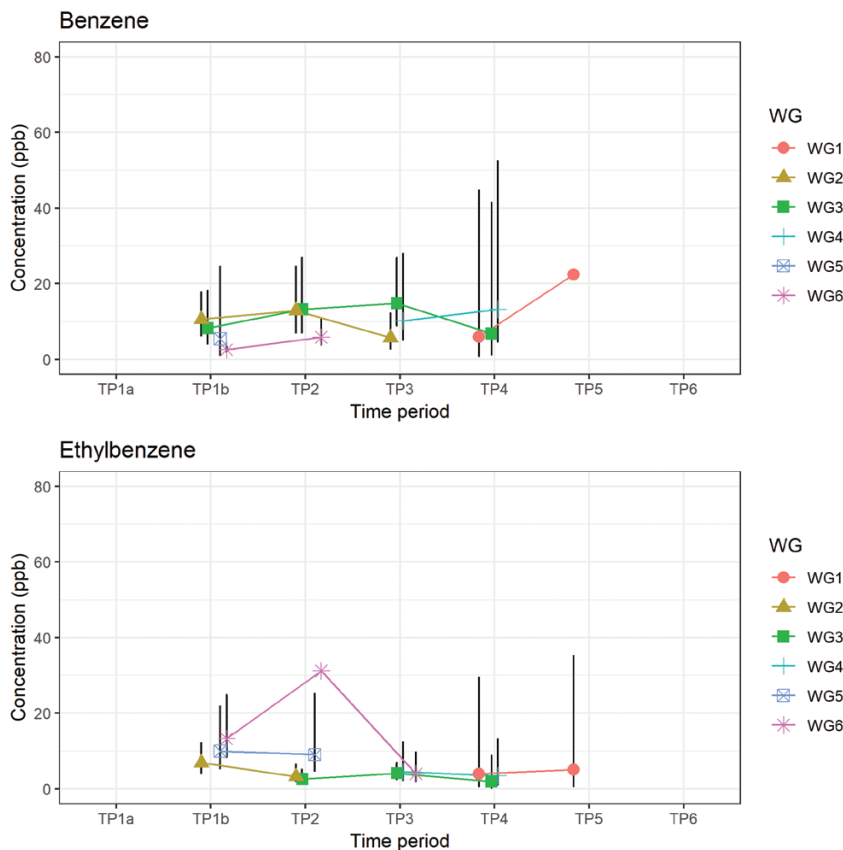 Benzene
80
60
40
20
0
Concentration (ppb)
TP1a TP1b TP2 TP3 TP4 TP5 TP6
Time period
WG
WG1
WG2
WG3
WG4
WG5
WG6
Ethylbenzene
80
60
40
20
0
Concentration (ppb)
TP1a TP1b TP2 TP3 TP4 TP5 TP6
Time period
WG
WG1
WG2
WG3
WG4
WG5
WG6